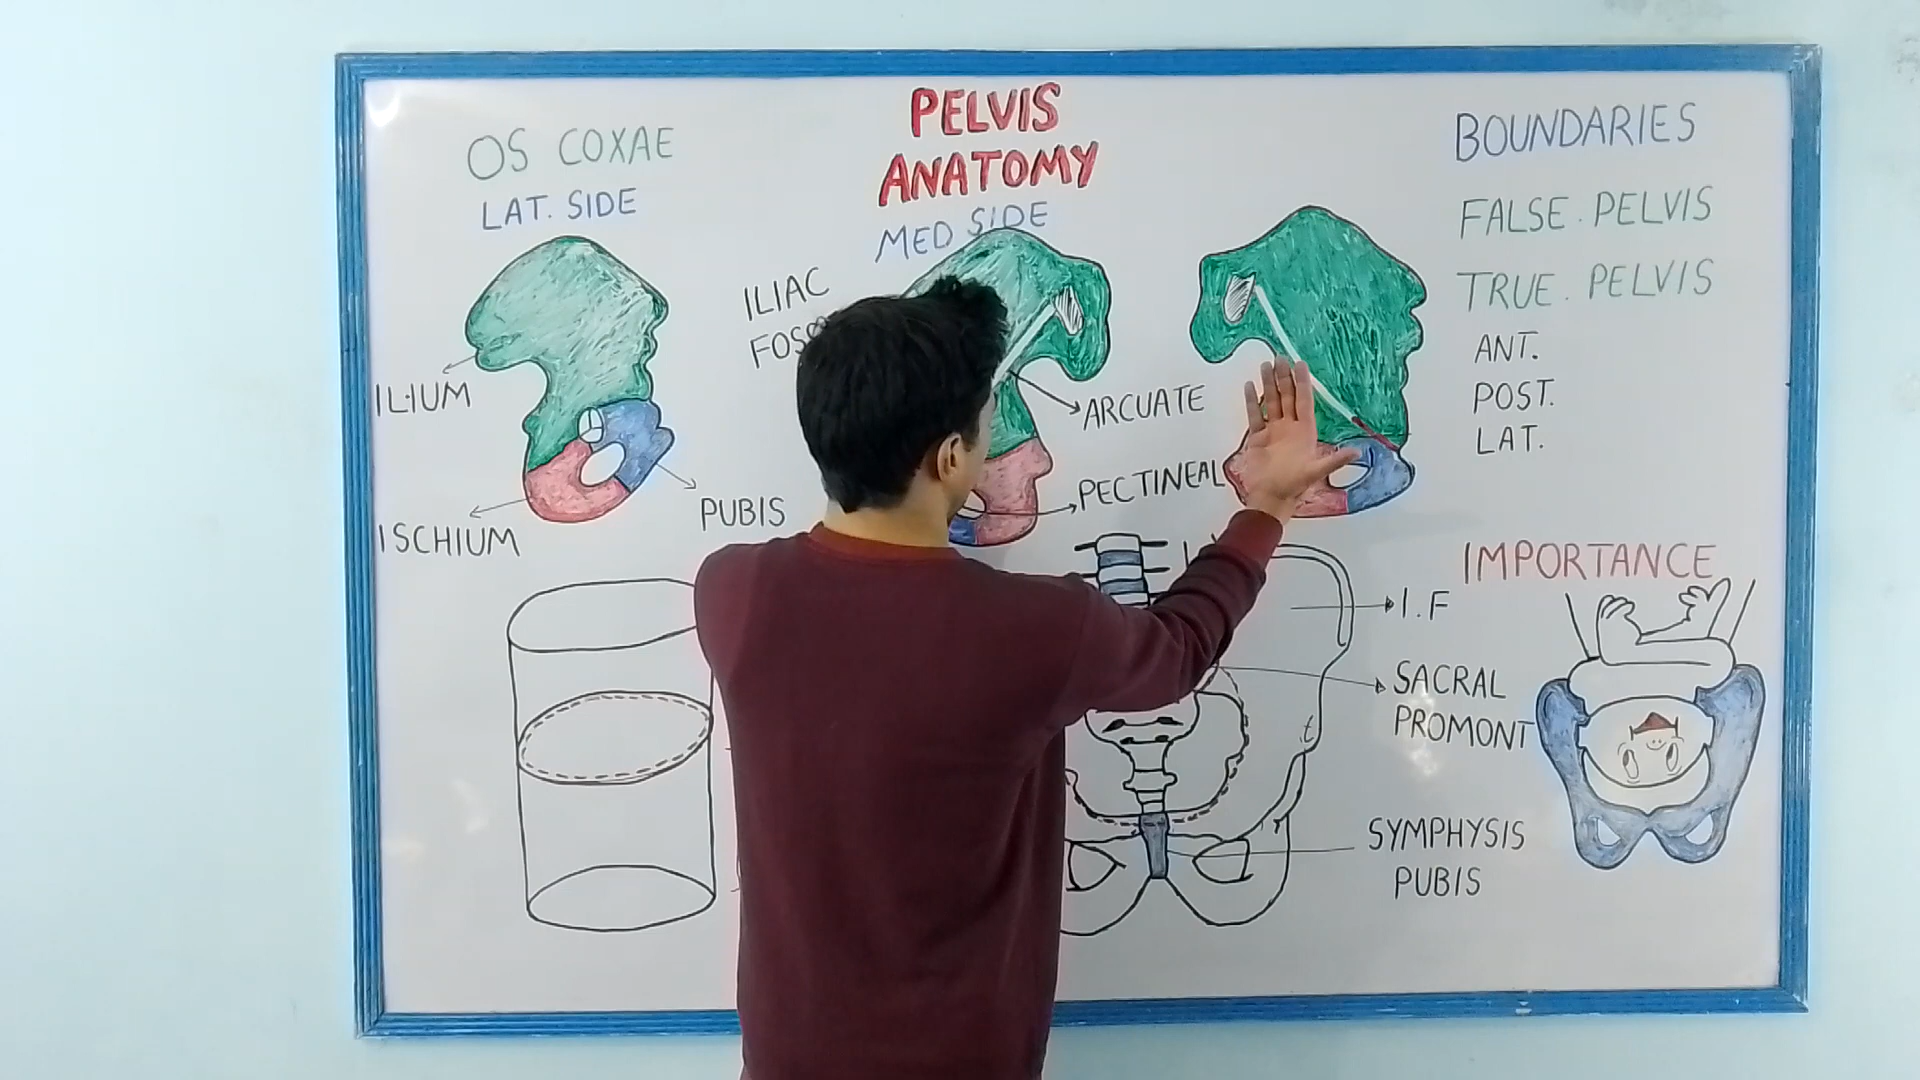 PELVIS
ANATOMY
OS COXAE
LAT. SIDE
ILIUM
ISCHIUM
PUBIS
MED SIDE
ILIAC
ARCUATE
PECTINEAL
BOUNDARIES
FALSE. PELVIS
TRUE. PELVIS
ANT.
POST.
LAT.
I.F
SACRAL
PROMONT
SYMPHYSIS
PUBIS
IMPORTANCE